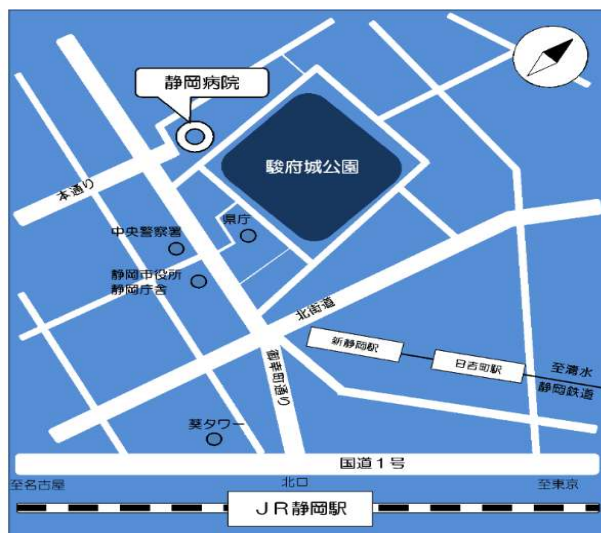 静岡病院
駿府城公園
本通り
中央警察署
県庁
静岡市役所
静岡庁舎
北街道
新静岡駅
日吉町駅
至清水
静岡鉄道
御幸町通り
葵タワー
国道1号
至名古屋
北口
至東京
JR静岡駅